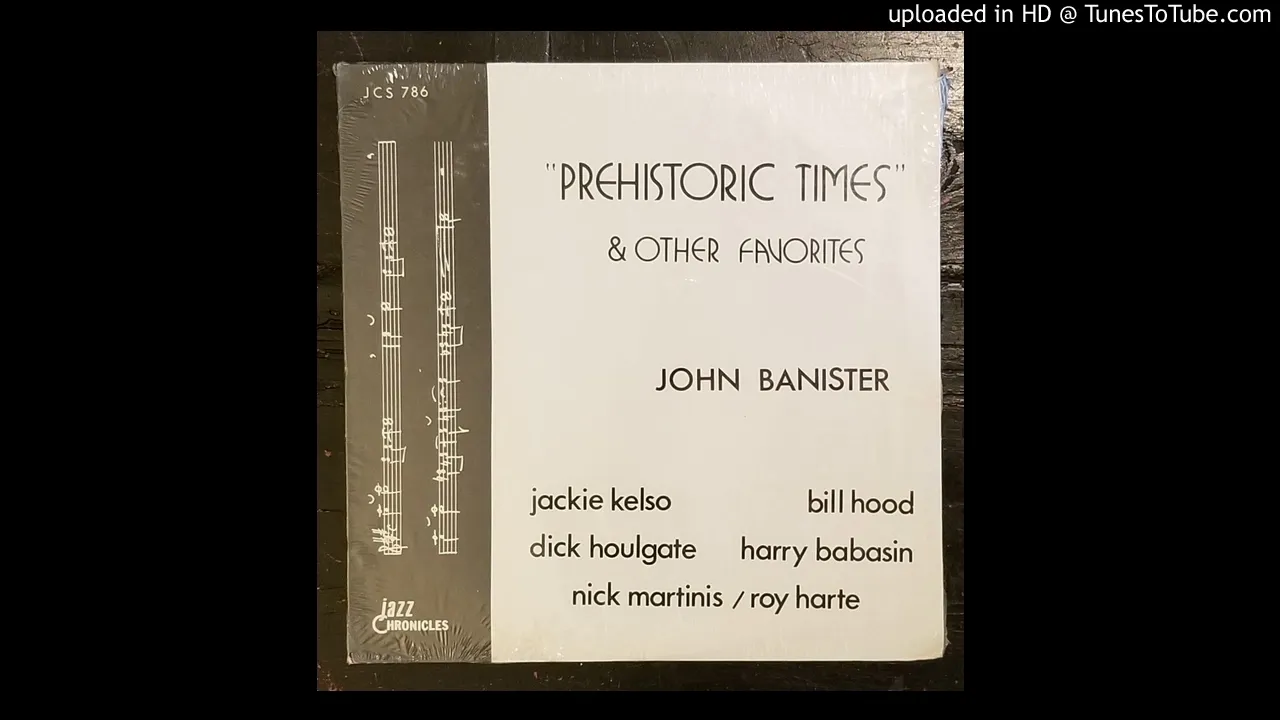 uploaded in HD @ TunesToTube.com
JCS 786
"PREHISTORIC TIMES"
& OTHER FAVORITES
JOHN BANISTER
jackie kelso bill hood
dick houlgate harry babasin
nick martinis / roy harte
jazz
CHRONICLES